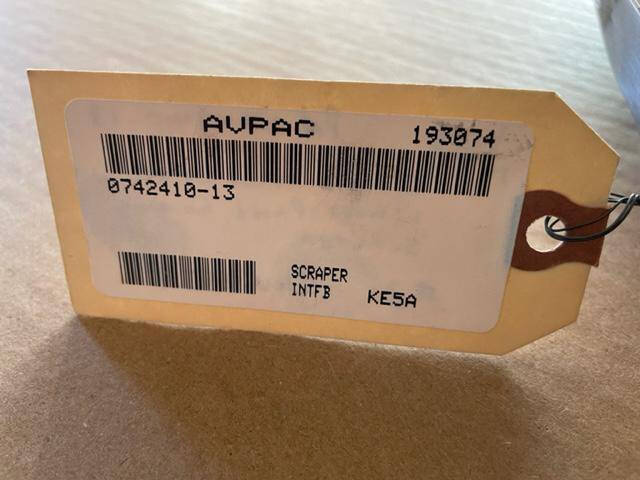 AVPAC 193074
0742410-13
SCRAPER
INTFB KE5A